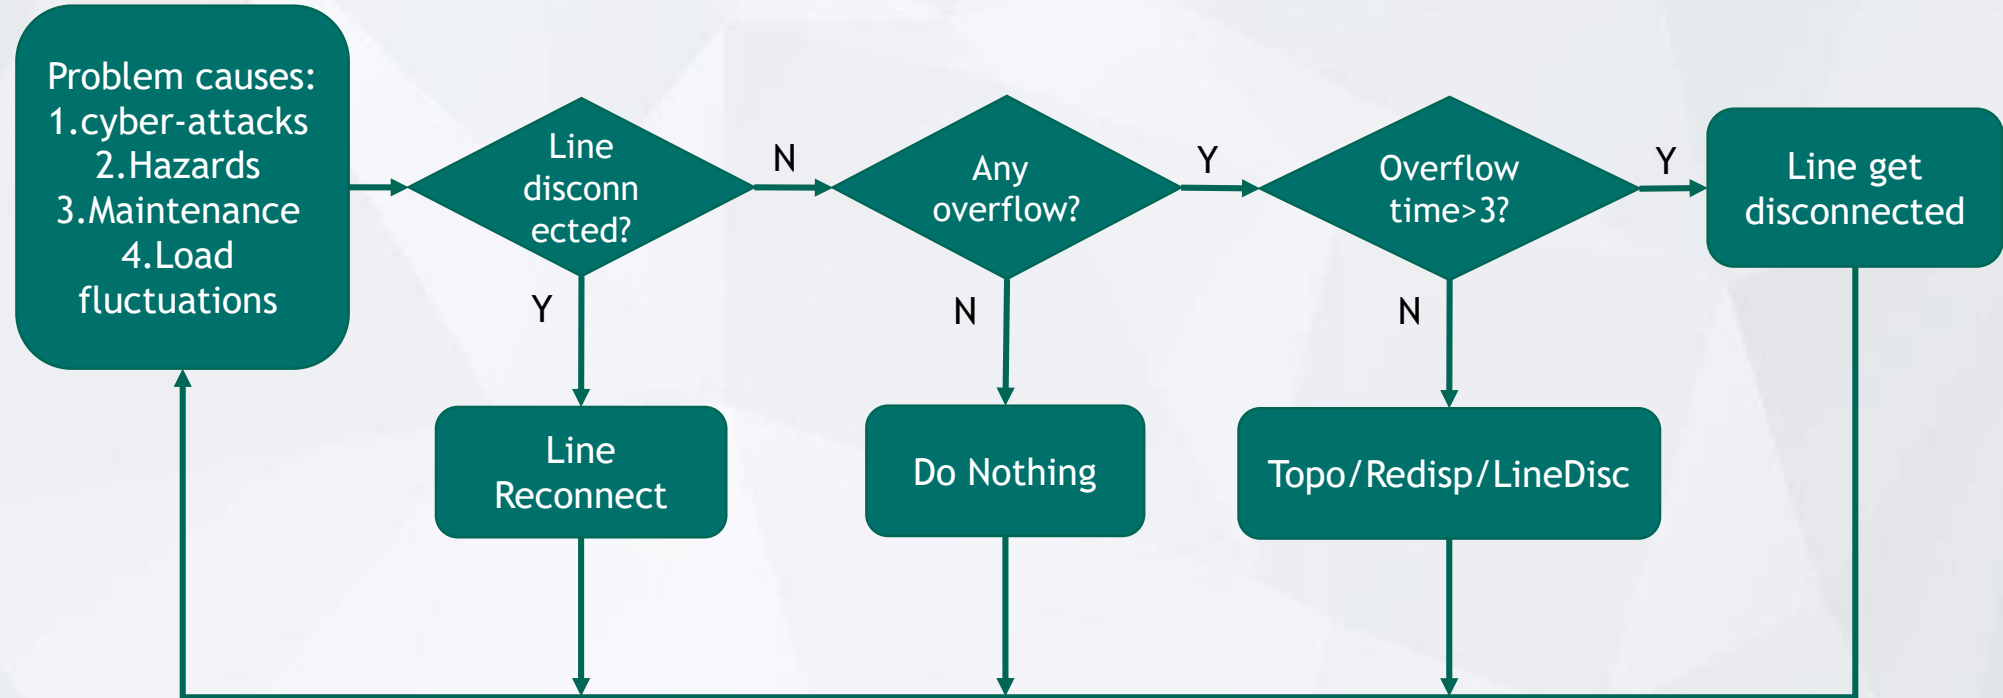 Problem causes:
1.cyber-attacks
2.Hazards
3.Maintenance
4.Load
fluctuations
Line
disconn
ected?
N
Any
overflow?
Y
Overflow
time>3?
Y
Line get
disconnected
Y
N
N
Line
Reconnect
Do Nothing
Topo/Redisp/LineDisc